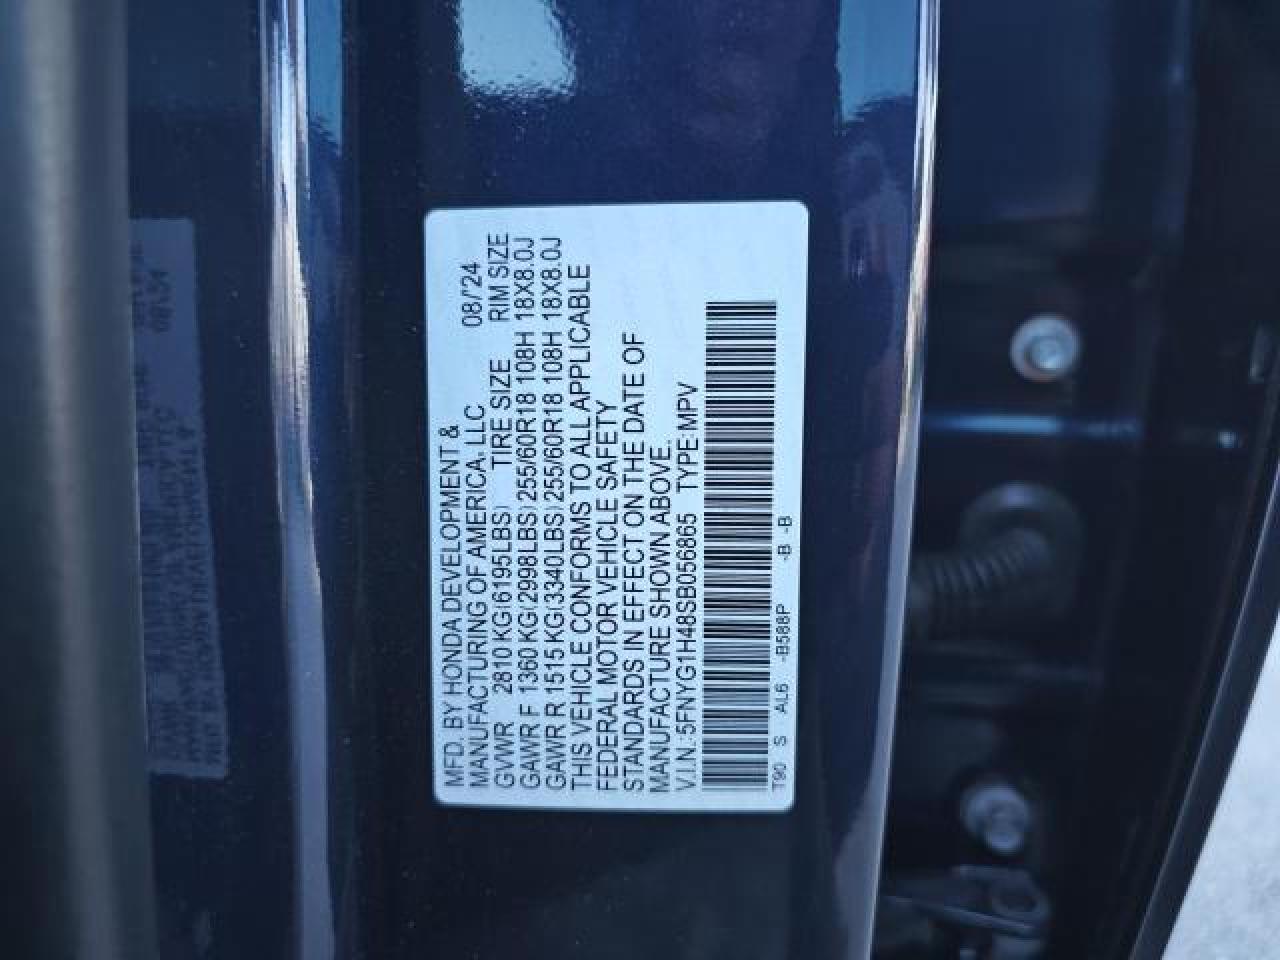 MFD. BY HONDA DEVELOPMENT &
MANUFACTURING OF AMERICA, LLC 08/'24
GVWR 2810 KG(6195LBS) TIRE SIZE RIM SIZE
GAWR F 1360 KG(2998LBS) 255/60R18 108H 18X8.0J
GAWR R 1515 KG(3340LBS) 255/60R18 108H 18X8.0J
THIS VEHICLE CONFORMS TO ALL APPLICABLE
FEDERAL MOTOR VEHICLE SAFETY
STANDARDS IN EFFECT ON THE DATE OF
MANUFACTURE SHOWN ABOVE.
V.I.N.:5FNYG1H48SB056865 TYPE:MPV
T90 S AL6 -B588P -B -B